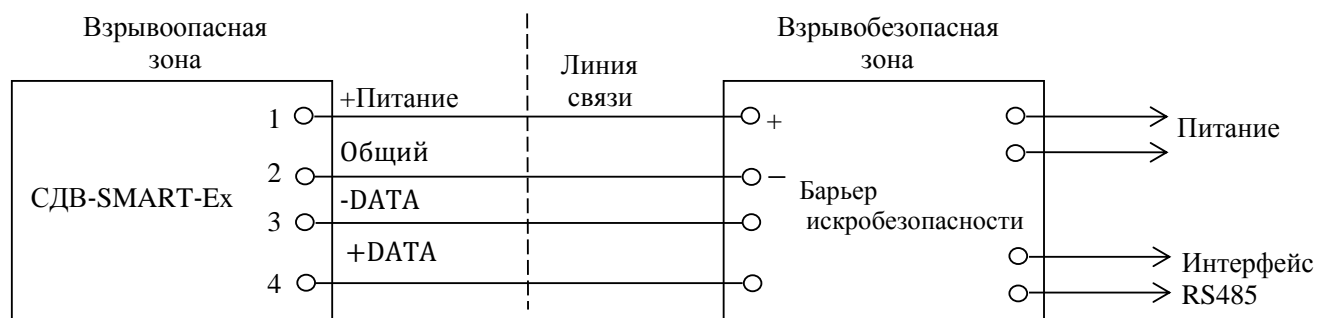 Взрывоопасная
зона
Взрывобезопасная
зона
Линия
связи
СДВ-SMART-Ex
1
+Питание
+
2
Общий
–
3
-DATA
4
+DATA
Барьер
искробезопасности
Питание
Интерфейс
RS485